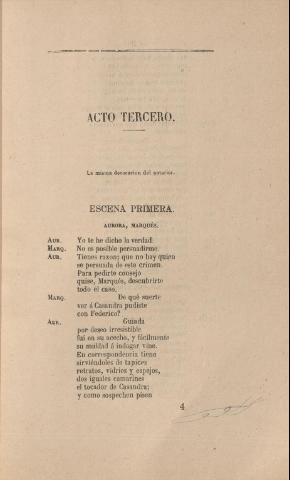 ACTO TERCERO.
La misma decoracion del anterior.
ESCENA PRIMERA.
AURORA, MARQUÉS.
AUR. Yo te he dicho la verdad.
MARQ. No es posible persuadirme.
AUR. Tienes razon; que no hay quien
se persuada de este crímen.
Para pedirte consejo
quise, Marqués, descubrirte
todo el caso.
MARQ. De qué suerte
ver á Casandra pudiste
con Federico?
AUR. Guiada
por deseo irresistible
fuí en su acecho, y fácilmente
su maldad á indagar vine.
En correspondencia tiene
sirviéndoles de tapices
retratos, vidrios y espejos,
dos iguales camarines
el tocador de Casandra;
y como sospechen pisen
4